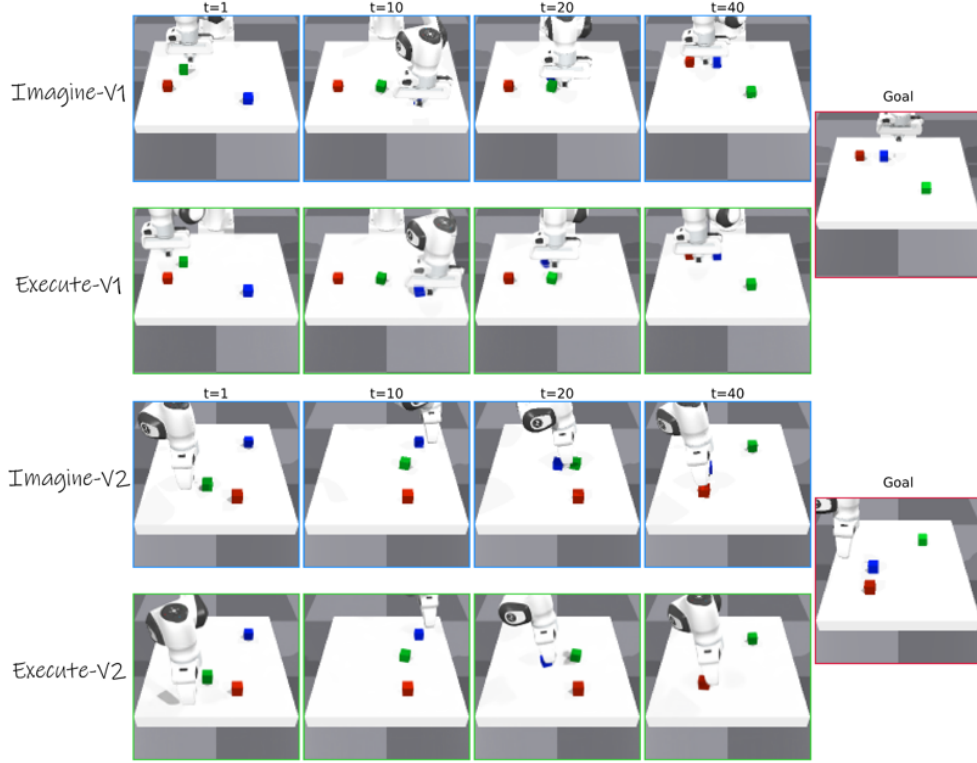 t=1 t=10 t=20 t=40
Imagine-V1
Goal
Execute-V1
t=1 t=10 t=20 t=40
Imagine-V2
Goal
Execute-V2